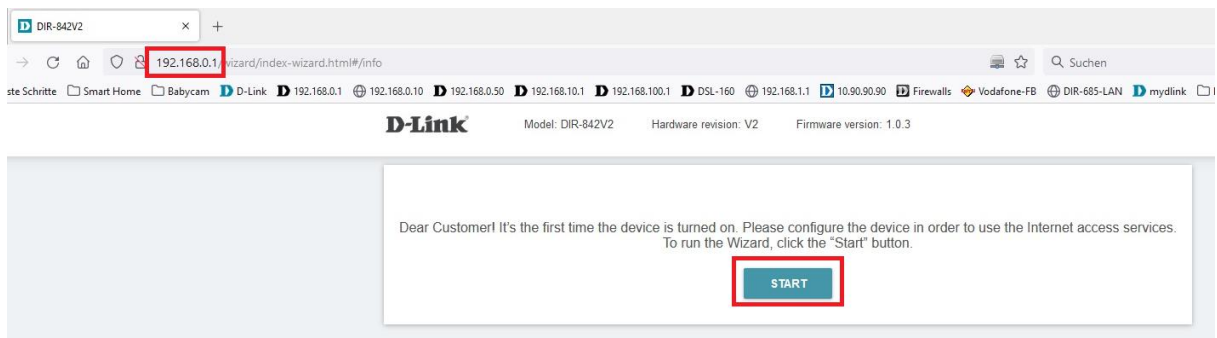 DIR-842V2
192.168.0.1/wizard/index-wizard.html#/info
Suchen
ste Schritte Smart Home Babycam D-Link 192.168.0.1 192.168.0.10 192.168.0.50 192.168.10.1 192.168.100.1 DSL-160 192.168.1.1 10.90.90.90 Firewalls Vodafone-FB DIR-685-LAN mydlink
D-Link Model: DIR-842V2 Hardware revision: V2 Firmware version: 1.0.3
Dear Customer! It's the first time the device is turned on. Please configure the device in order to use the Internet access services.
To run the Wizard, click the “Start” button.
START